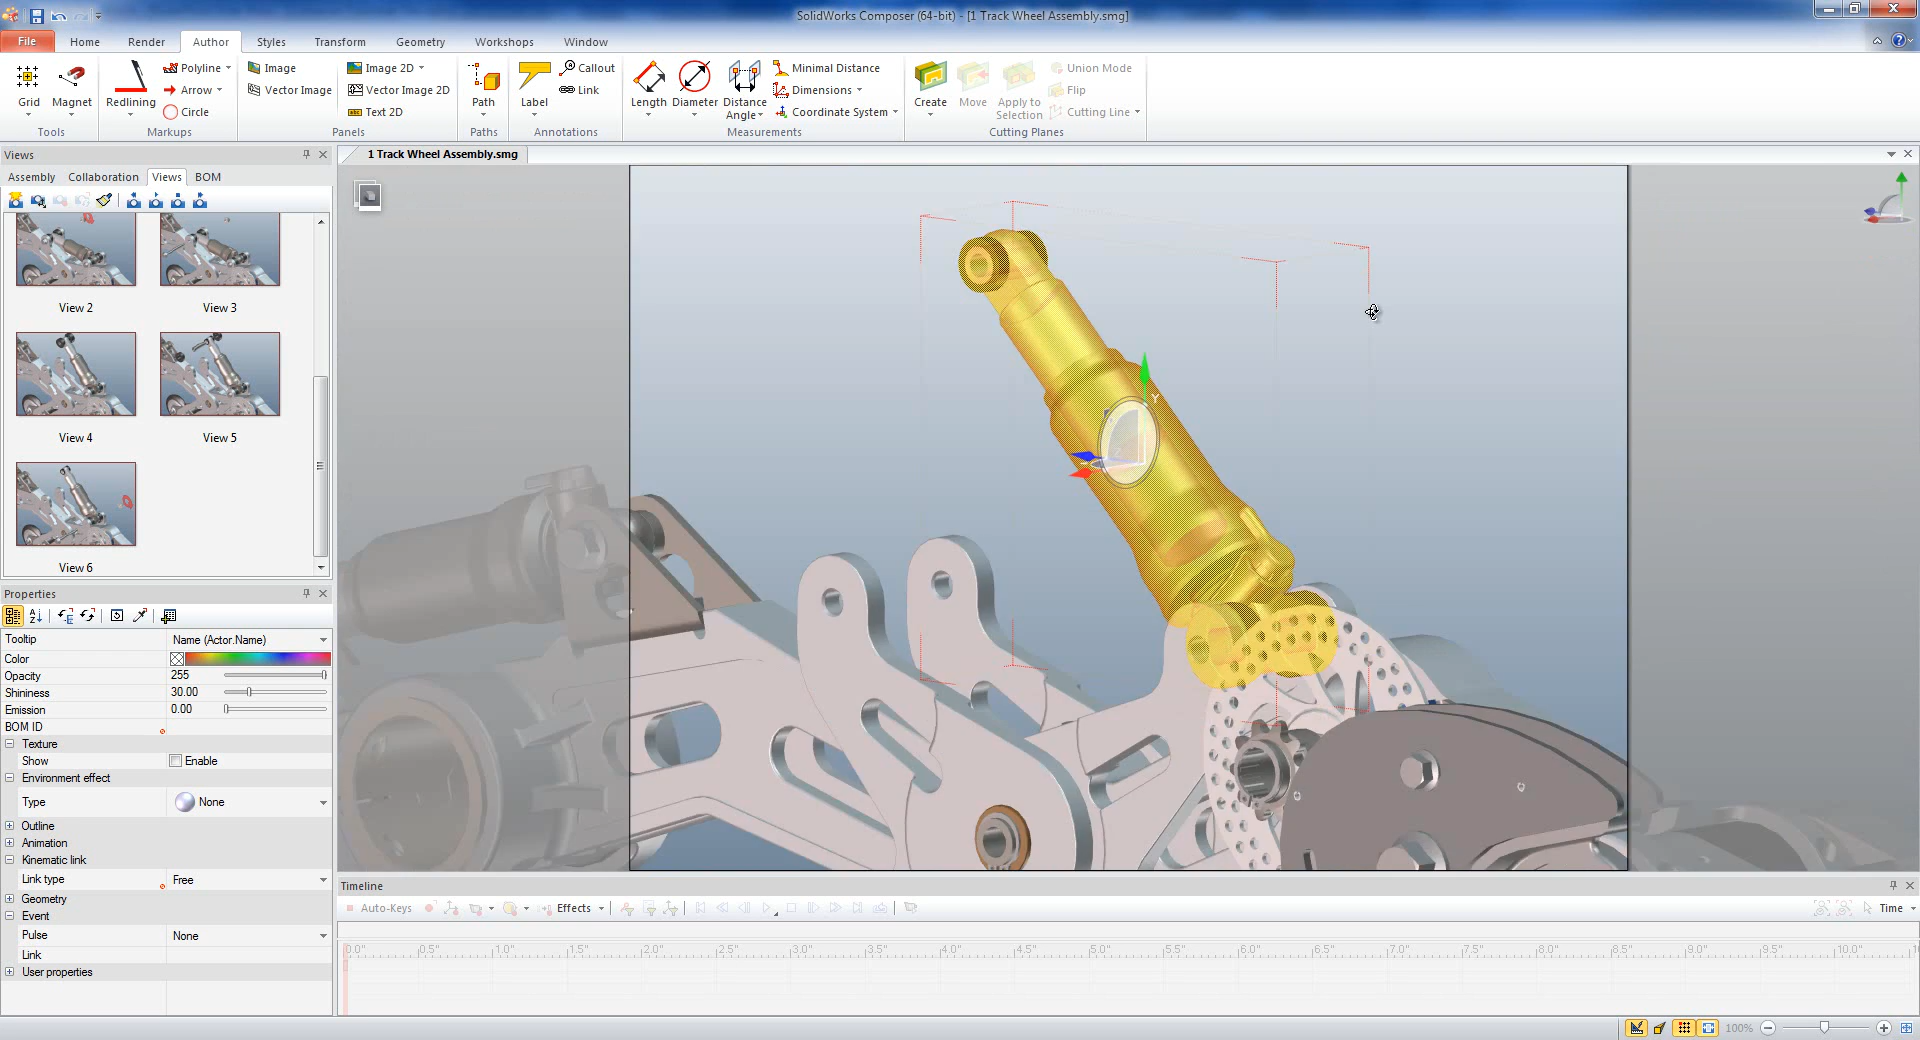 SolidWorks Composer (64-bit) - [1 Track Wheel Assembly.smg]
File Home Render Author Styles Transform Geometry Workshops Window
Grid Magnet Redlining Polyline Arrow Circle
Image Vector Image Image 2D Vector Image 2D Text 2D
Path Label Callout Link
Length Diameter Distance Angle Minimal Distance Dimensions Coordinate System
Create Move Apply to Selection Union Mode Flip Cutting Line
Tools Markups Panels Paths Annotations Measurements Cutting Planes
Views
1 Track Wheel Assembly.smg
Assembly Collaboration Views BOM
View 2 View 3
View 4 View 5
View 6
Y
Properties
Tooltip Name (Actor.Name)
Color
Opacity 255
Shininess 30.00
Emission 0.00
BOM ID
Texture
Show Enable
Environment effect
Type None
Outline
Animation
Kinematic link
Link type Free
Geometry
Event
Pulse None
Link
User properties
Timeline
Auto-Keys Effects Time
0.0" 0.5" 1.0" 1.5" 2.0" 2.5" 3.0" 3.5" 4.0" 4.5" 5.0" 5.5" 6.0" 6.5" 7.0" 7.5" 8.0" 8.5" 9.0" 9.5" 10.0"
100%